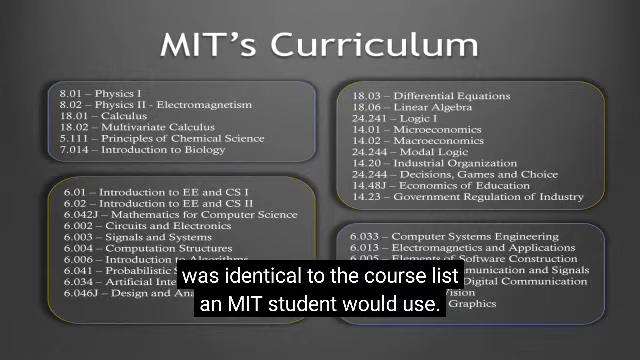 MIT's Curriculum
8.01 – Physics I
8.02 – Physics II - Electromagnetism
18.01 – Calculus
18.02 – Multivariate Calculus
5.111 – Principles of Chemical Science
7.014 – Introduction to Biology
6.01 – Introduction to EE and CS I
6.02 – Introduction to EE and CS II
6.042J – Mathematics for Computer Science
6.002 – Circuits and Electronics
6.003 – Signals and Systems
6.004 – Computation Structures
6.006 – Introduction to Algorithms
6.041 – Probabilistic
6.034 – Artificial
6.046J – Design and
18.03 – Differential Equations
18.06 – Linear Algebra
24.241 – Logic I
14.01 – Microeconomics
14.02 – Macroeconomics
24.244 – Modal Logic
14.20 – Industrial Organization
24.244 – Decisions, Games and Choice
14.48J – Economics of Education
14.23 – Government Regulation of Industry
6.033 – Computer Systems Engineering
6.013 – Electromagnetics and Applications
6.005 – Elements of Software Construction
and Signals
Digital Communication
Vision
Graphics
was identical to the course list
an MIT student would use.